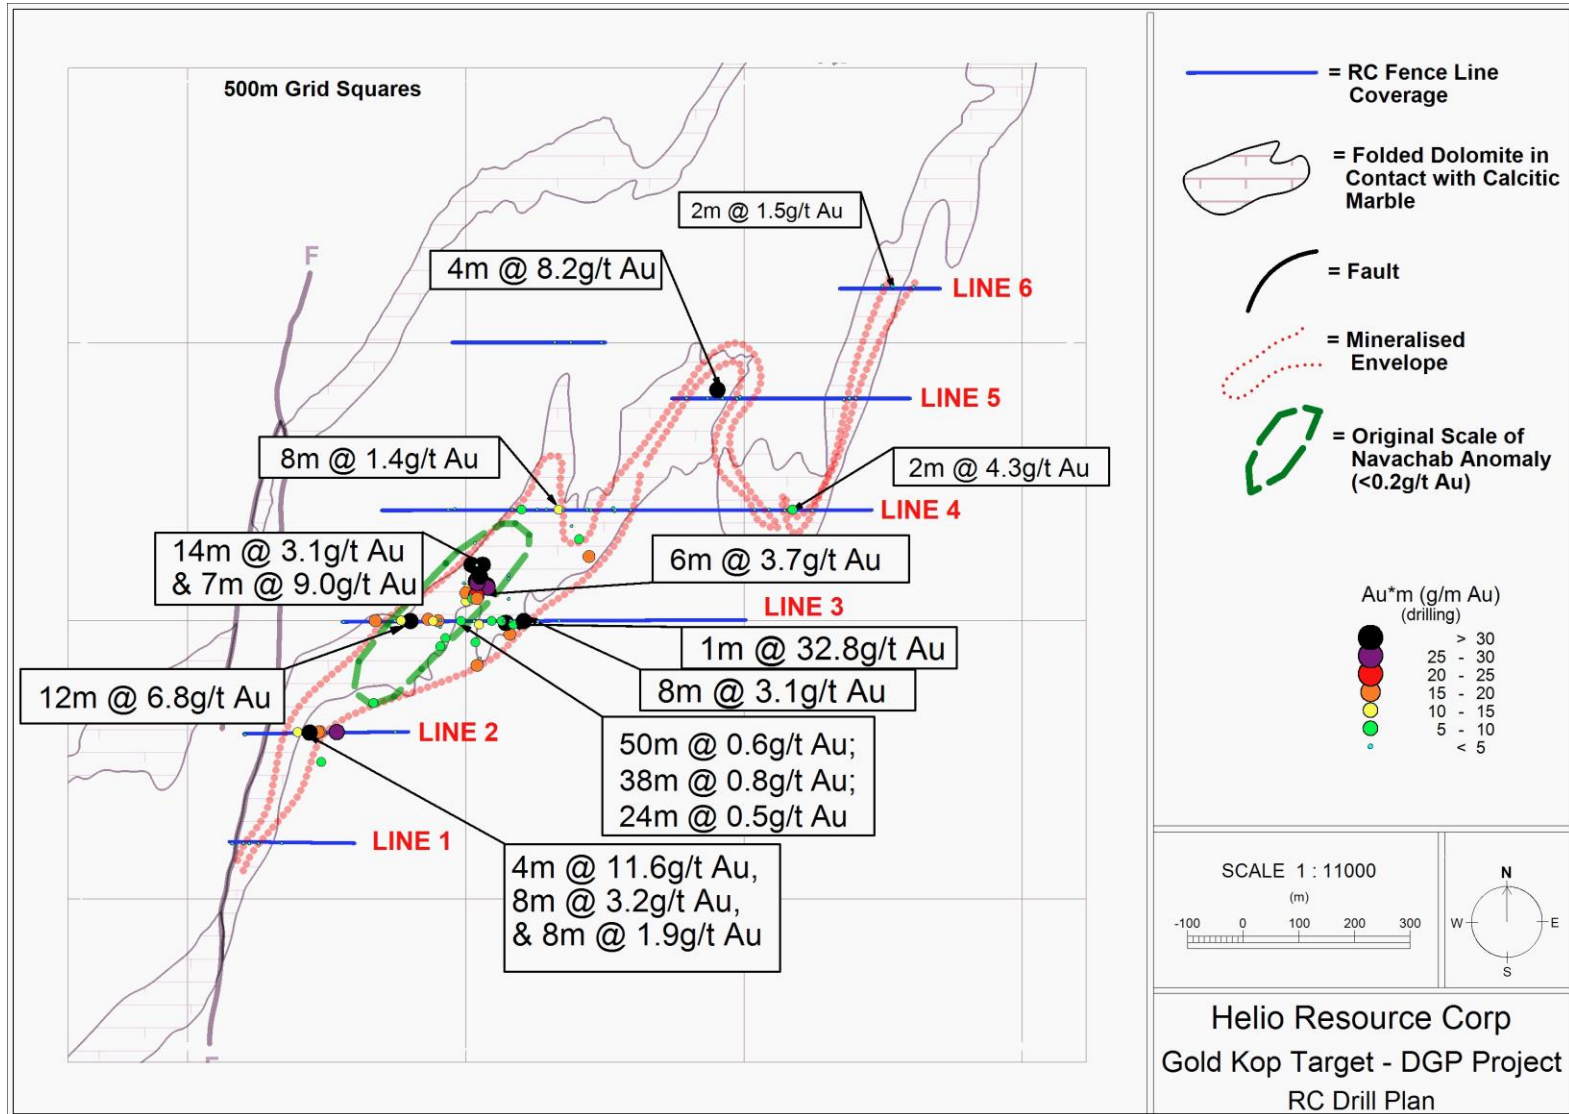 500m Grid Squares
F
2m @ 1.5g/t Au
4m @ 8.2g/t Au
LINE 6
LINE 5
8m @ 1.4g/t Au
2m @ 4.3g/t Au
LINE 4
14m @ 3.1g/t Au
& 7m @ 9.0g/t Au
6m @ 3.7g/t Au
LINE 3
1m @ 32.8g/t Au
12m @ 6.8g/t Au
8m @ 3.1g/t Au
LINE 2
50m @ 0.6g/t Au;
38m @ 0.8g/t Au;
24m @ 0.5g/t Au
LINE 1
4m @ 11.6g/t Au,
8m @ 3.2g/t Au,
& 8m @ 1.9g/t Au
= RC Fence Line
Coverage
= Folded Dolomite in
Contact with Calcitic
Marble
= Fault
= Mineralised
Envelope
= Original Scale of
Navachab Anomaly
(<0.2g/t Au)
Au*m (g/m Au)
(drilling)
> 30
25 - 30
20 - 25
15 - 20
10 - 15
5 - 10
< 5
SCALE 1 : 11000
(m)
-100 0 100 200 300
N
W E
S
Helio Resource Corp
Gold Kop Target - DGP Project
RC Drill Plan